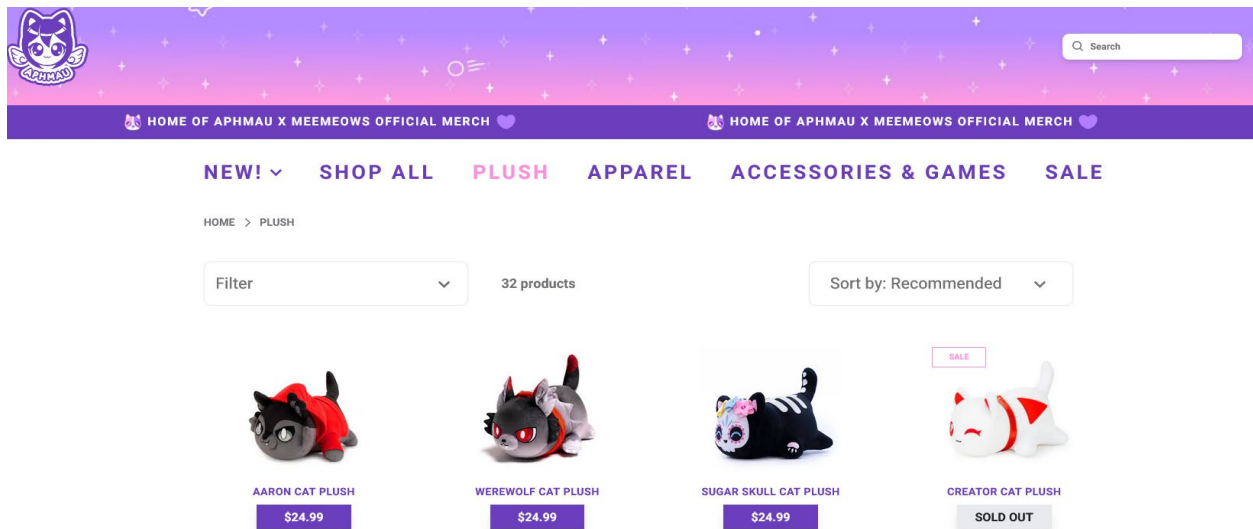 APHMAU
Search
HOME OF APHMAU X MEEMEOWS OFFICIAL MERCH
HOME OF APHMAU X MEEMEOWS OFFICIAL MERCH
NEW! SHOP ALL PLUSH APPAREL ACCESSORIES & GAMES SALE
HOME > PLUSH
Filter 32 products Sort by: Recommended
SALE
AARON CAT PLUSH WEREWOLF CAT PLUSH SUGAR SKULL CAT PLUSH CREATOR CAT PLUSH
$24.99 $24.99 $24.99 SOLD OUT